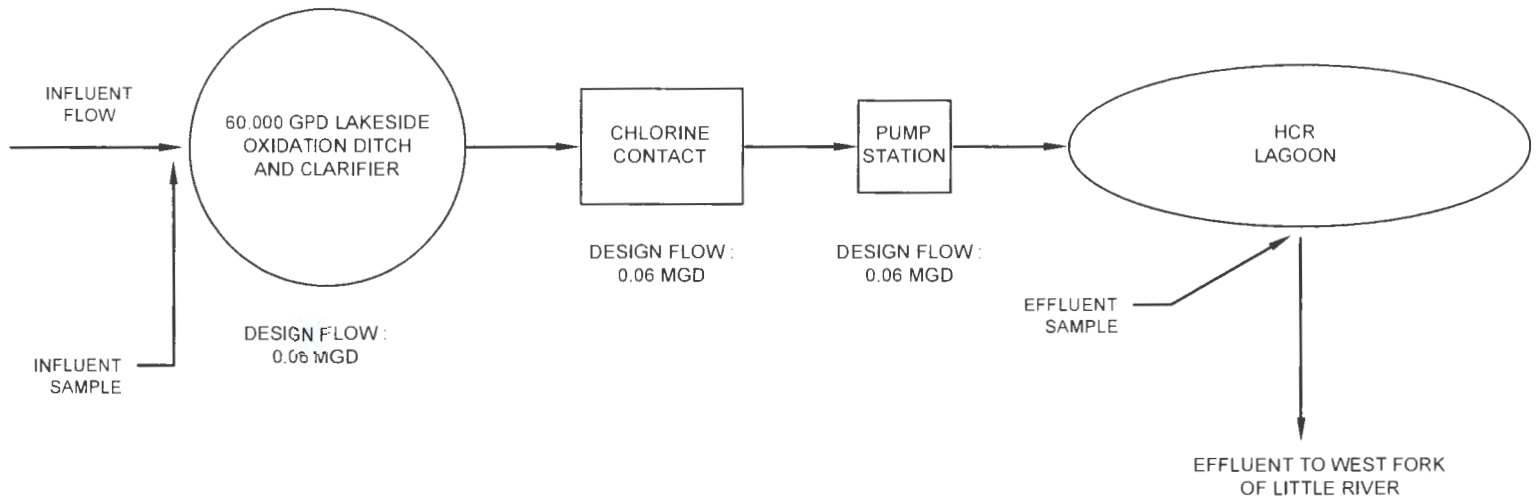 INFLUENT
FLOW
60,000 GPD LAKESIDE
OXIDATION DITCH
AND CLARIFIER
CHLORINE
CONTACT
PUMP
STATION
HCR
LAGOON
DESIGN FLOW :
0.06 MGD
DESIGN FLOW :
0.06 MGD
EFFLUENT
SAMPLE
DESIGN FLOW :
0.06 MGD
INFLUENT
SAMPLE
EFFLUENT TO WEST FORK
OF LITTLE RIVER